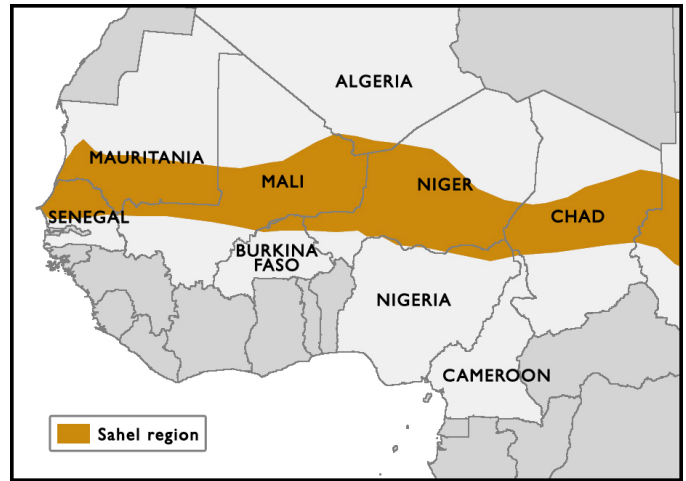 ALGERIA
MAURITANIA
MALI
NIGER
CHAD
SENEGAL
BURKINA
FASO
NIGERIA
CAMEROON
Sahel region